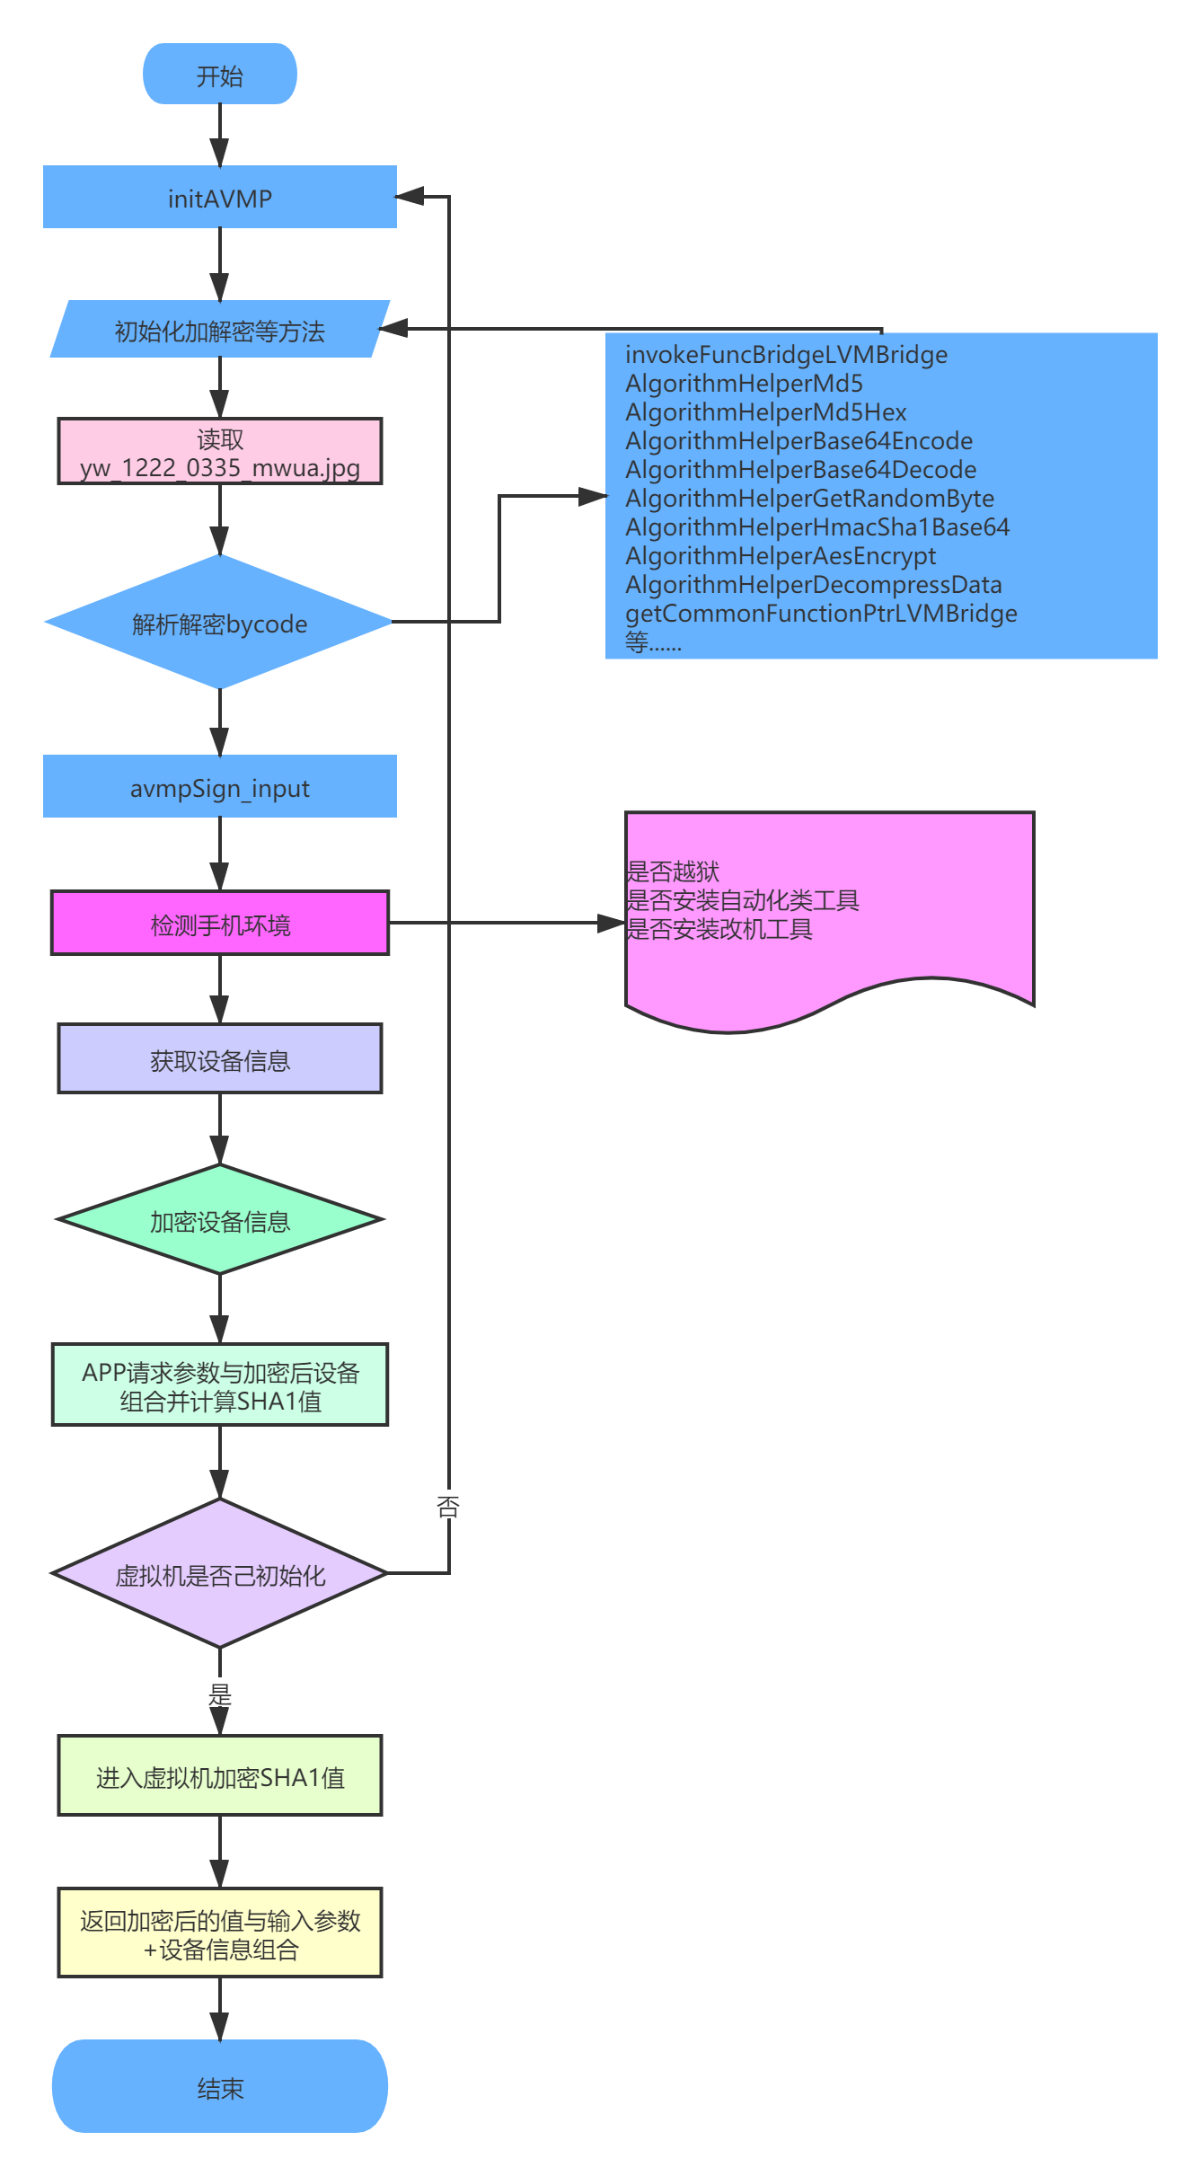 开始
initAVMP
初始化加解密等方法
读取
yw_1222_0335_mwua.jpg
解析解密bycode
invokeFuncBridgeLVMBridge
AlgorithmHelperMd5
AlgorithmHelperMd5Hex
AlgorithmHelperBase64Encode
AlgorithmHelperBase64Decode
AlgorithmHelperGetRandomByte
AlgorithmHelperHmacSha1Base64
AlgorithmHelperAesEncrypt
AlgorithmHelperDecompressData
getCommonFunctionPtrLVMBridge
等......
avmpSign_input
检测手机环境
是否越狱
是否安装自动化类工具
是否安装改机工具
获取设备信息
加密设备信息
APP请求参数与加密后设备
组合并计算SHA1值
否
虚拟机是否己初始化
是
进入虚拟机加密SHA1值
返回加密后的值与输入参数
+设备信息组合
结束